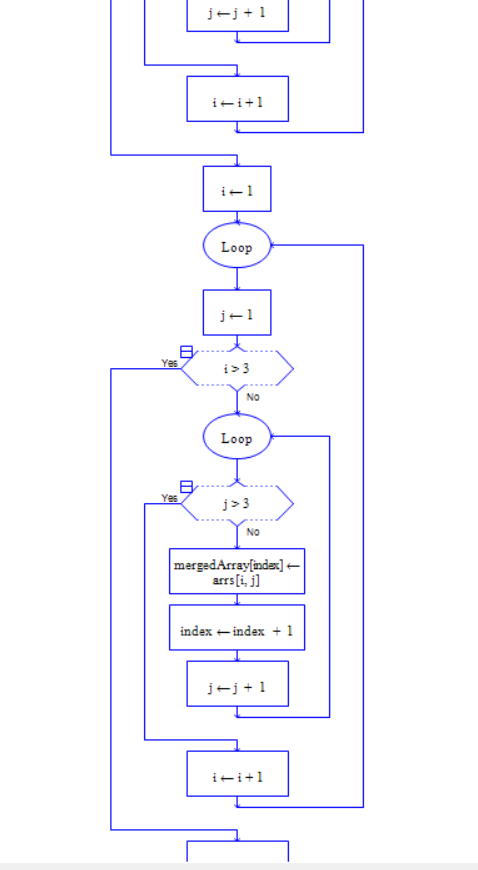 j ← j + 1
i ← i + 1
i ← 1
Loop
j ← 1
Yes
i > 3
No
Loop
Yes
j > 3
No
mergedArray[index] ←
arrs[i, j]
index ← index + 1
j ← j + 1
i ← i + 1